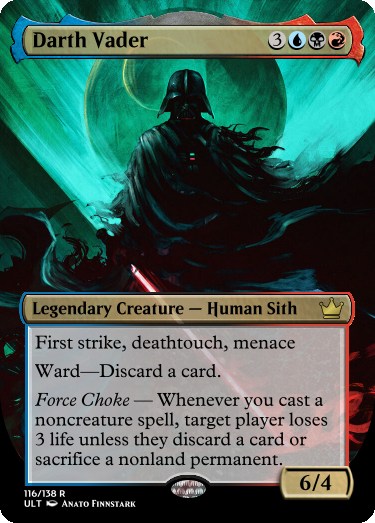 Darth Vader 3
Legendary Creature — Human Sith
First strike, deathtouch, menace
Ward—Discard a card.
Force Choke — Whenever you cast a
noncreature spell, target player loses
3 life unless they discard a card or
sacrifice a nonland permanent.
6/4
116/138 R
ULT Anato Finnstark